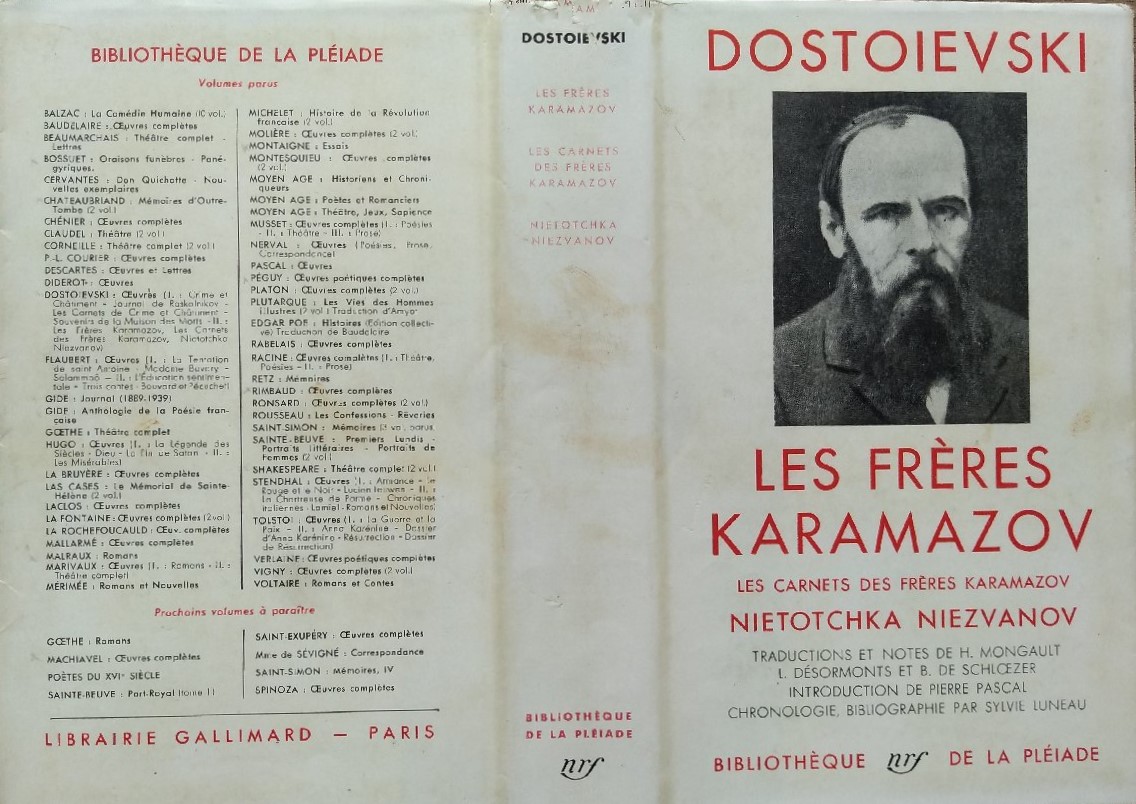 BIBLIOTHÈQUE DE LA PLÉIADE
Volumes parus
BALZAC : La Comédie Humaine (10 vol.)
BAUDELAIRE : Œuvres complètes
BEAUMARCHAIS : Théâtre complet -
Lettres
BOSSUET : Oraisons funèbres - Pané-
gyriques.
CERVANTES : Don Quichotte - Nou-
velles exemplaires
CHATEAUBRIAND : Mémoires d'Outre-
Tombe (2 vol.)
CHÉNIER : Œuvres complètes
CLAUDEL : Théâtre (2 vol.)
CORNEILLE : Théâtre complet (2 vol.)
P.-L. COURIER : Œuvres complètes
DESCARTES : Œuvres et Lettres
DIDEROT : Œuvres
DOSTOÏEVSKI : Œuvres (I. : Crime et
Châtiment - Journal de Raskolnikov -
Les Carnets de Crime et Châtiment -
Souvenirs de la Maison des Morts - II. :
Les Frères Karamazov, Les Carnets
des Frères Karamazov, Nietotchka
Niezvanov)
FLAUBERT : Œuvres (I. : La Tentation
de saint Antoine - Madame Bovary -
Salammbô - II. : L'Éducation sentimen-
tale - Trois contes - Bouvard et Pécuchet)
GIDE : Journal (1889-1939)
GIDE : Anthologie de la Poésie fran-
çaise
GŒTHE : Théâtre complet
HUGO : Œuvres (I. : La Légende des
Siècles - Dieu - La Fin de Satan - II. :
Les Misérables)
LA BRUYÈRE : Œuvres complètes
LAS CASES : Le Mémorial de Sainte-
Hélène (2 vol.)
LACLOS : Œuvres complètes
LA FONTAINE : Œuvres complètes (2 vol.)
LA ROCHEFOUCAULD : Œuv. complètes
MALLARMÉ : Œuvres complètes
MALRAUX : Romans
MARIVAUX : Œuvres (I. : Romans - II. :
Théâtre complet)
MÉRIMÉE : Romans et Nouvelles
MICHELET : Histoire de la Révolution
française (2 vol.)
MOLIÈRE : Œuvres complètes (2 vol.)
MONTAIGNE : Essais
MONTESQUIEU : Œuvres complètes
(2 vol.)
MOYEN AGE : Historiens et Chroni-
queurs
MOYEN AGE : Poètes et Romanciers
MOYEN AGE : Théâtre, Jeux, Sapience
MUSSET : Œuvres complètes (I. : Poésies
- II. : Théâtre - III. : Prose)
NERVAL : Œuvres (Poésies, Prose,
Correspondance)
PASCAL : Œuvres
PÉGUY : Œuvres poétiques complètes
PLATON : Œuvres complètes (2 vol.)
PLUTARQUE : Les Vies des Hommes
illustres (2 vol.) Traduction d'Amyot
EDGAR POE : Histoires (Édition collecti-
ve) Traduction de Baudelaire
RABELAIS : Œuvres complètes
RACINE : Œuvres complètes (I. : Théâtre,
Poésies - II. : Prose)
RETZ : Mémoires
RIMBAUD : Œuvres complètes
RONSARD : Œuvres complètes (2 vol.)
ROUSSEAU : Les Confessions - Rêveries
SAINT-SIMON : Mémoires (3 vol. parus)
SAINTE-BEUVE : Premiers Lundis -
Portraits littéraires - Portraits de
Femmes (2 vol.)
SHAKESPEARE : Théâtre complet (2 vol.)
STENDHAL : Œuvres (I. : Armance - le
Rouge et le Noir - Lucien Leuwen - II. :
La Chartreuse de Parme - Chroniques
italiennes - Lamiel - Romans et Nouvelles)
TOLSTOÏ : Œuvres (I. : la Guerre et la
Paix - II. : Anna Karénine - Dossier
d'Anna Karénine - Résurrection - Dossier
de Résurrection)
VERLAINE : Œuvres poétiques complètes
VIGNY : Œuvres complètes (2 vol.)
VOLTAIRE : Romans et Contes
Prochains volumes à paraître
GŒTHE : Romans
MACHIAVEL : Œuvres complètes
POÈTES DU XVIe SIÈCLE
SAINTE-BEUVE : Port-Royal (tome II)
SAINT-EXUPÉRY : Œuvres complètes
Mme de SÉVIGNÉ : Correspondance
SAINT-SIMON : Mémoires, IV
SPINOZA : Œuvres complètes
LIBRAIRIE GALLIMARD — PARIS
DOSTOIEVSKI
LES FRÈRES
KARAMAZOV
LES CARNETS
DES FRÈRES
KARAMAZOV
NIETOTCHKA
NIEZVANOV
BIBLIOTHÈQUE
DE LA PLÉIADE
nrf
DOSTOIEVSKI
LES FRÈRES
KARAMAZOV
LES CARNETS DES FRÈRES KARAMAZOV
NIETOTCHKA NIEZVANOV
TRADUCTIONS ET NOTES DE H. MONGAULT
L. DÉSORMONTS ET B. DE SCHLŒZER
INTRODUCTION DE PIERRE PASCAL
CHRONOLOGIE, BIBLIOGRAPHIE PAR SYLVIE LUNEAU
BIBLIOTHÈQUE nrf DE LA PLÉIADE